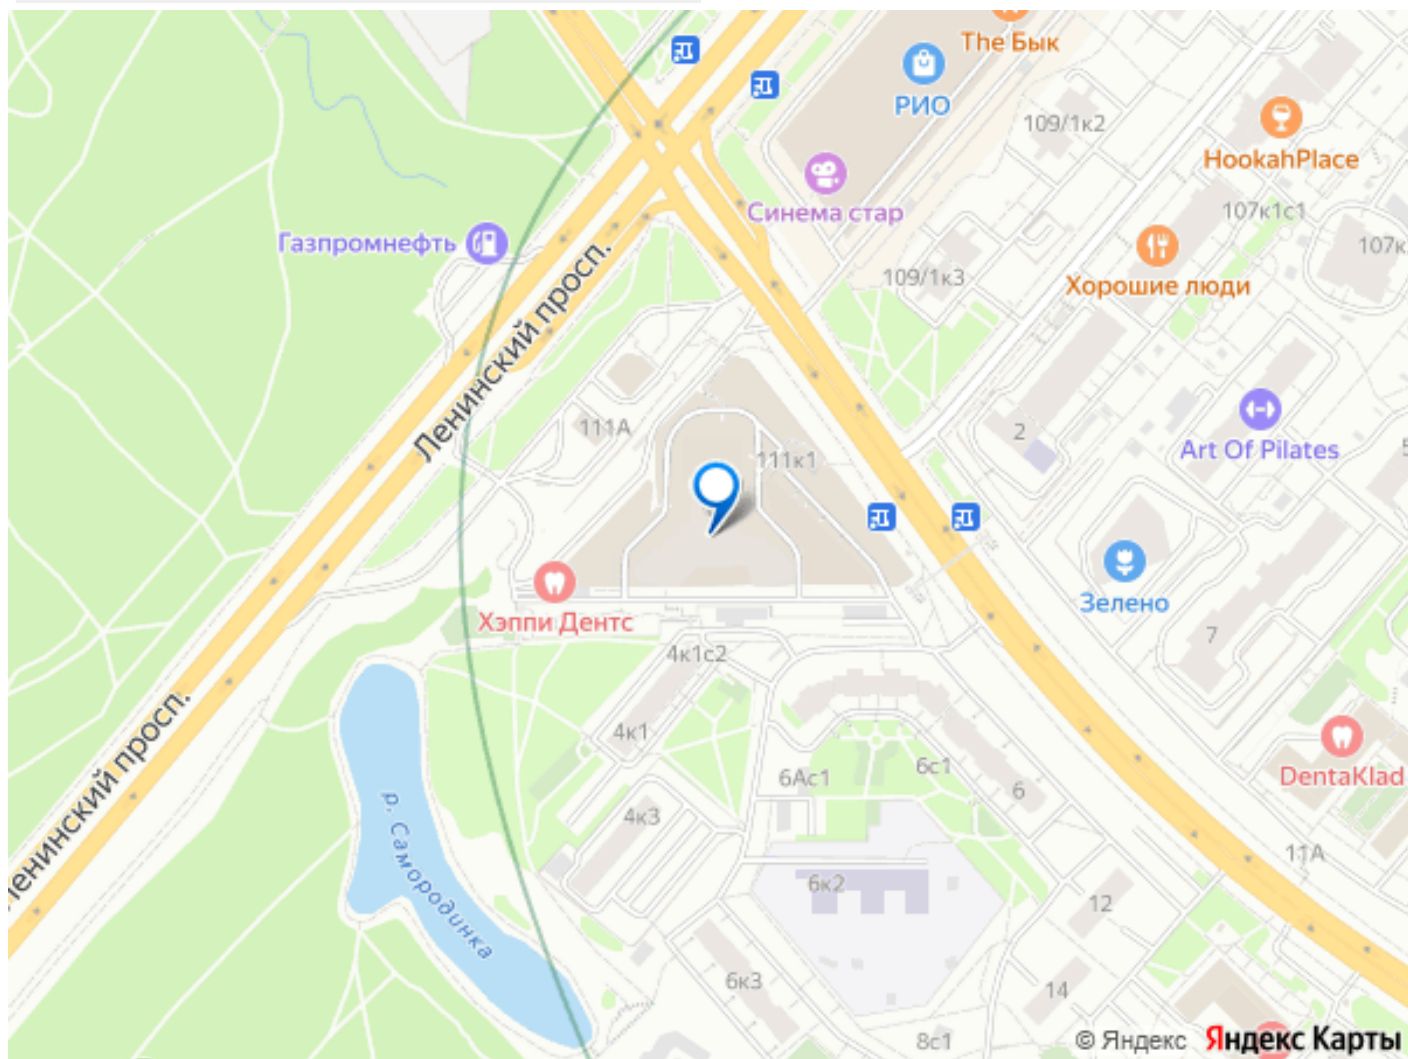 The Бык
РИО
109/1к2
HookahPlace
Синема стар
107к1с1
Газпромнефть
107к
109/1к3
Хорошие люди
Ленинский просп.
111А
2
111к1
Art Of Pilates
Зелено
Хэппи Дентс
7
4к1с2
4к1
6с1
6Ас1
6
DentaKlad
Ленинский просп.
р. Самородинка
4к3
11А
6к2
12
6к3
14
8с1
© Яндекс Яндекс Карты